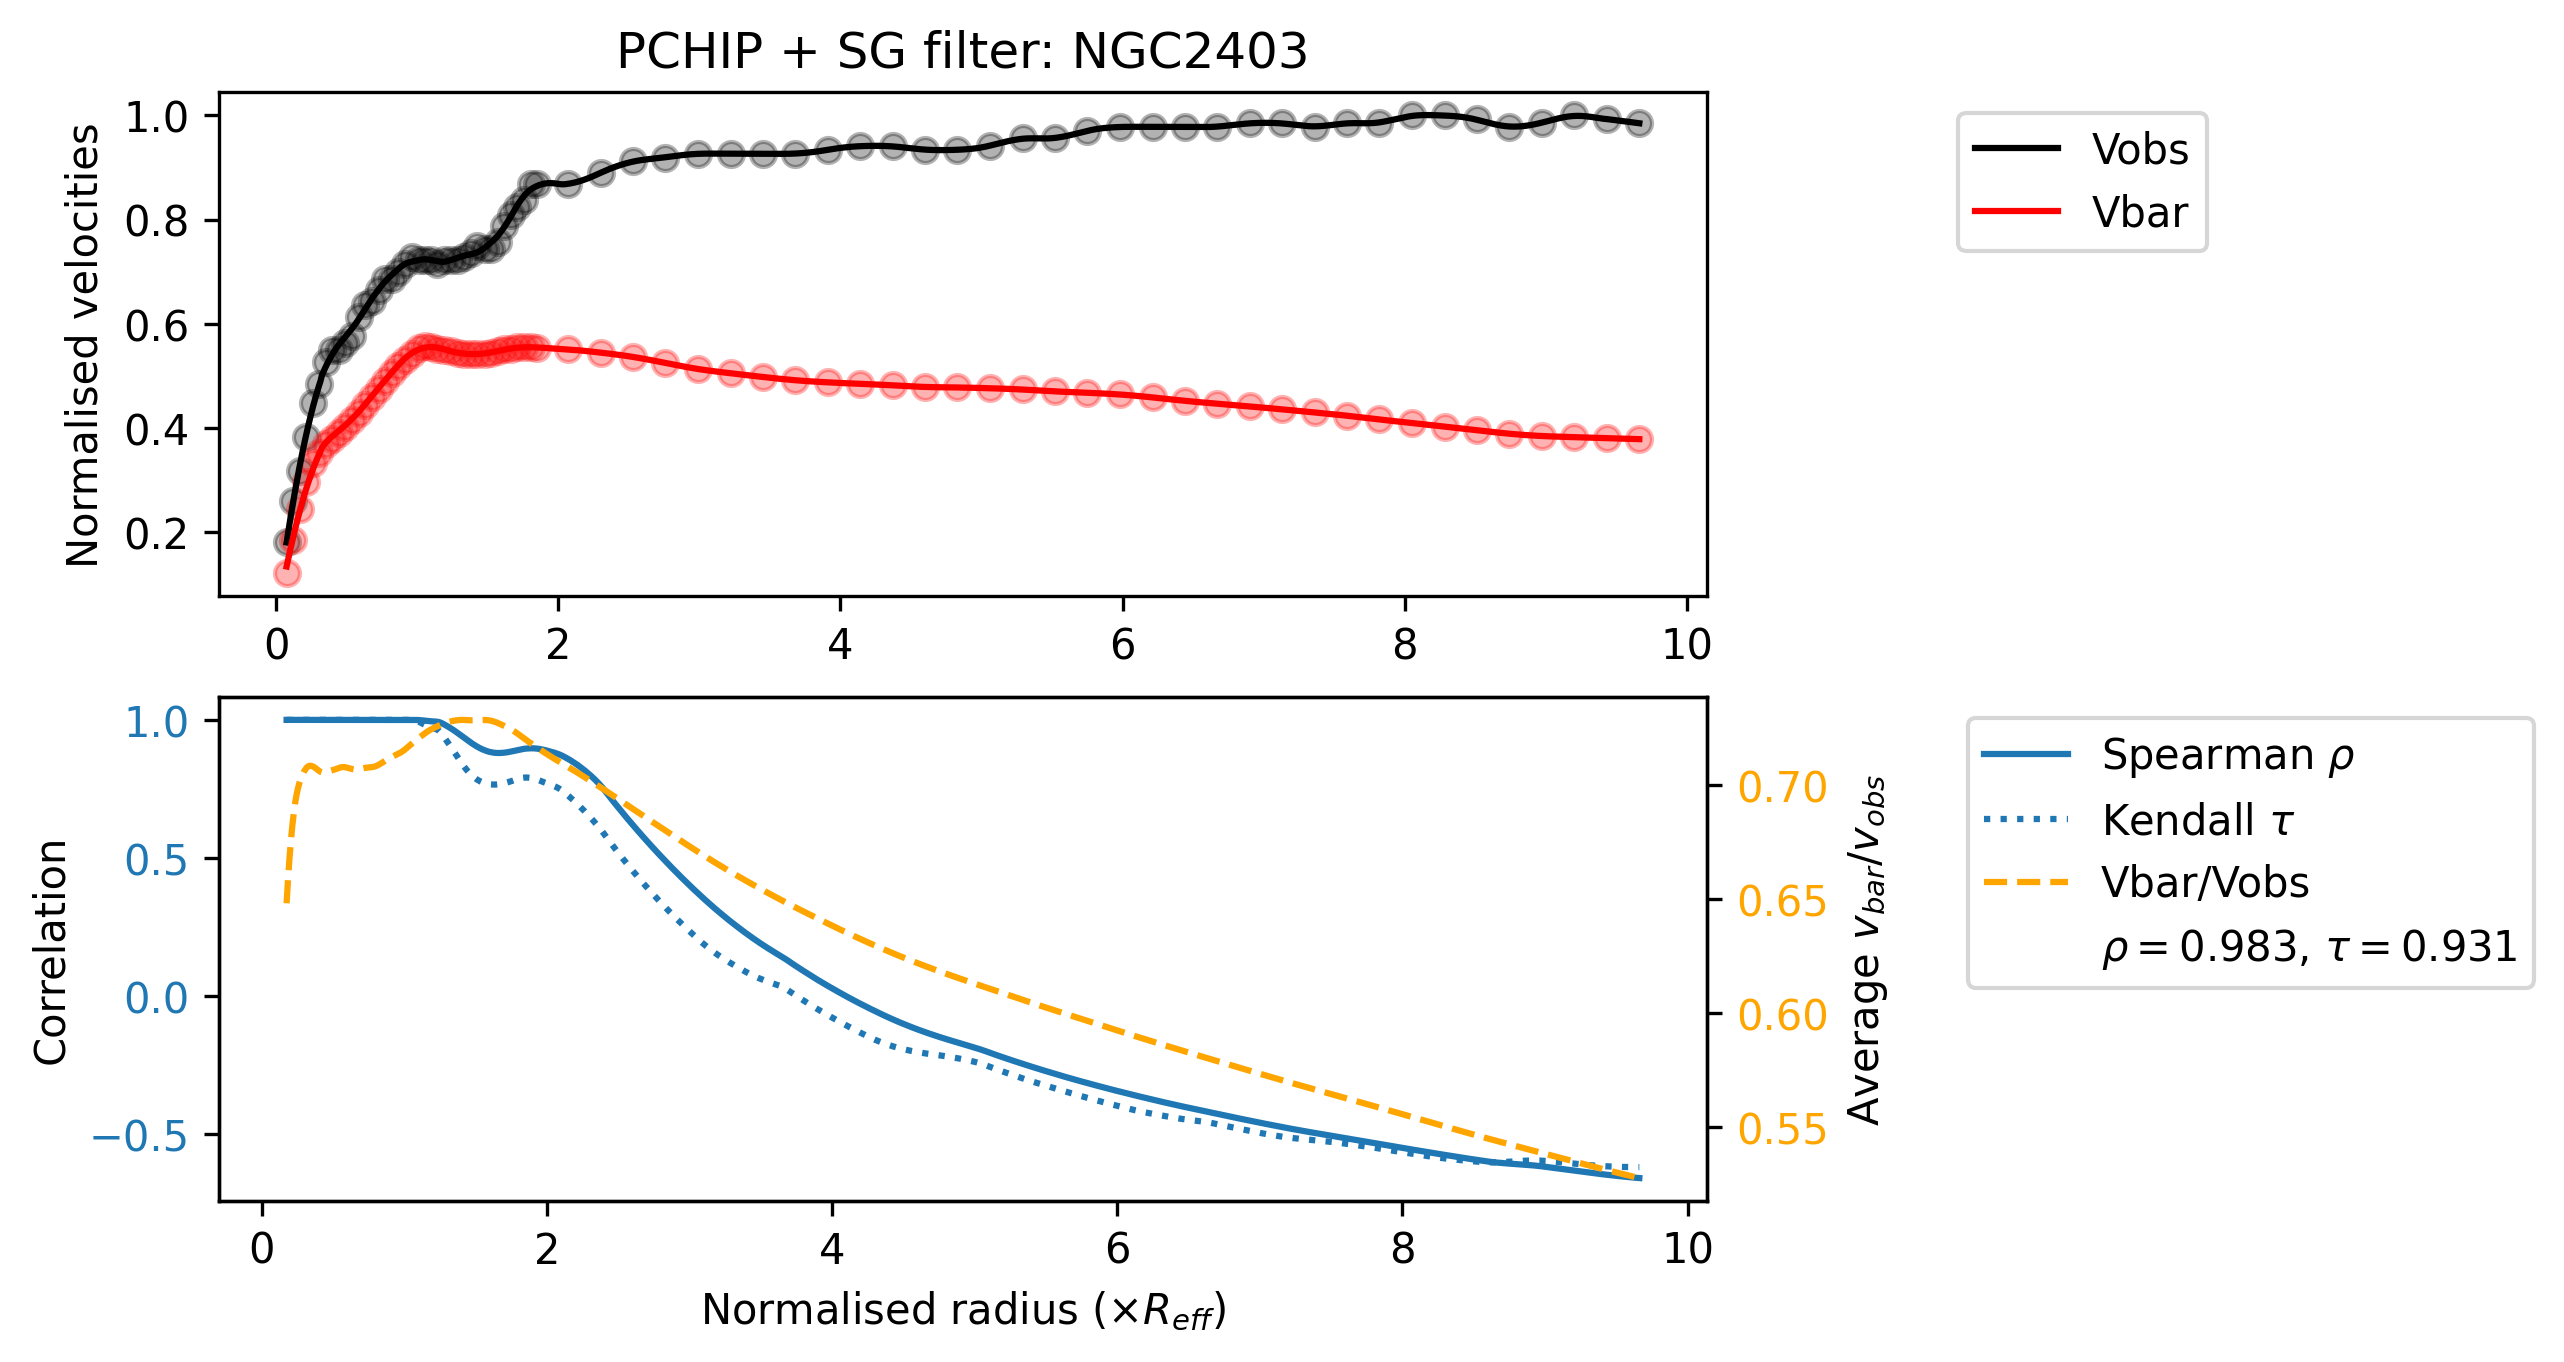 PCHIP + SG filter: NGC2403
Normalised velocities
1.0
0.8
0.6
0.4
0.2
0 2 4 6 8 10
Vobs
Vbar
Correlation
1.0
0.5
0.0
−0.5
0.70
0.65
0.60
0.55
Average v_bar/v_obs
0 2 4 6 8 10
Normalised radius (×R_eff)
Spearman ρ
Kendall τ
Vbar/Vobs
ρ = 0.983, τ = 0.931